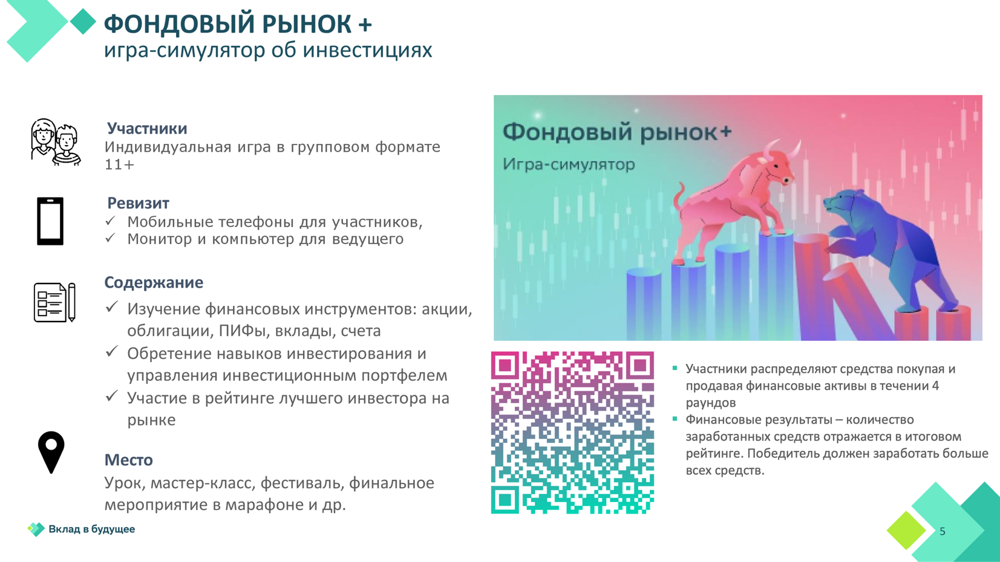 ФОНДОВЫЙ РЫНОК +
игра-симулятор об инвестициях
Участники
Индивидуальная игра в групповом формате
11+
Ревизит
✓ Мобильные телефоны для участников,
✓ Монитор и компьютер для ведущего
Содержание
✓ Изучение финансовых инструментов: акции,
облигации, ПИФы, вклады, счета
✓ Обретение навыков инвестирования и
управления инвестиционным портфелем
✓ Участие в рейтинге лучшего инвестора на
рынке
Место
Урок, мастер-класс, фестиваль, финальное
мероприятие в марафоне и др.
Фондовый рынок+
Игра-симулятор
▪ Участники распределяют средства покупая и
продавая финансовые активы в течении 4
раундов
▪ Финансовые результаты – количество
заработанных средств отражается в итоговом
рейтинге. Победитель должен заработать больше
всех средств.
Вклад в будущее
5